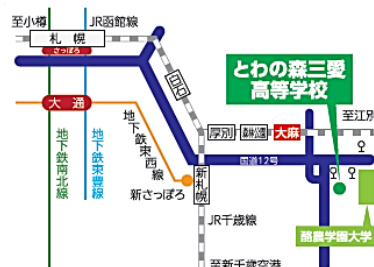 至小樽
JR函館線
札幌
さっぽろ
白石
とわの森三愛
高等学校
大通
地下鉄南北線
地下鉄東豊線
地下鉄東西線
厚別
森林公園
大麻
至江別
国道12号
新さっぽろ
新札幌
酪農学園大学
JR千歳線
至新千歳空港